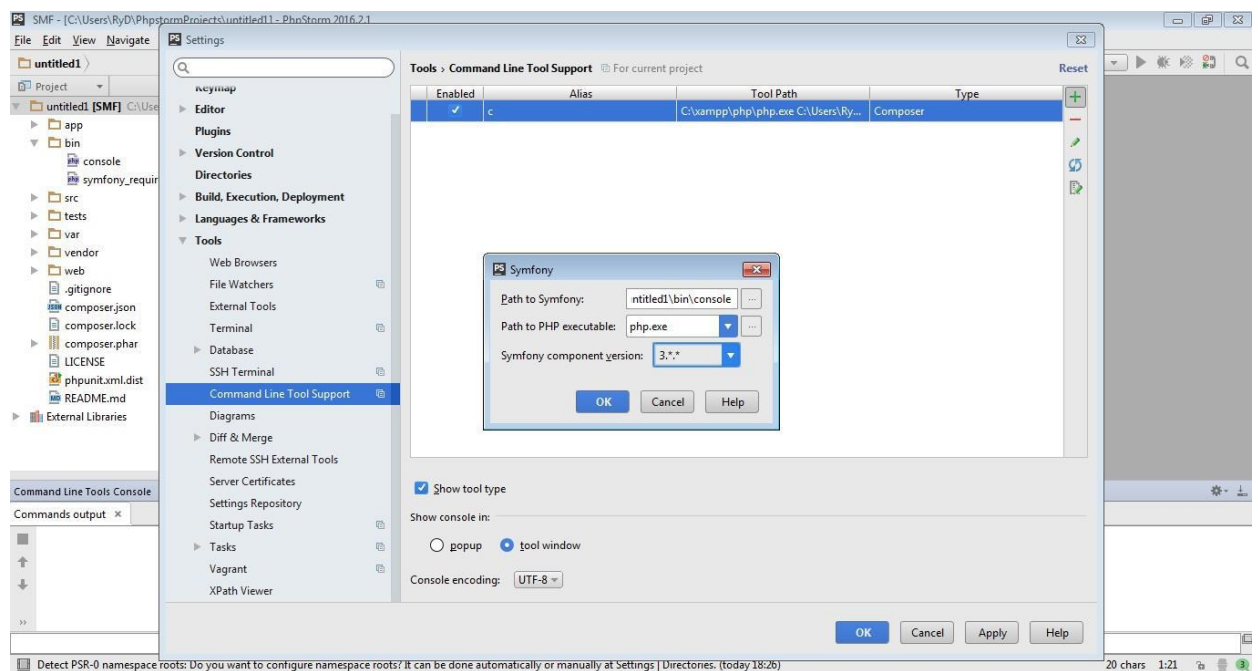 SMF - [C:\Users\RyD\PhpstormProjects\untitled1] - PhpStorm 2016.2.1
File Edit View Navigate
Settings
untitled1
Project
untitled1 [SMF] C:\Use
app
bin
console
symfony_requir
src
tests
var
vendor
web
.gitignore
composer.json
composer.lock
composer.phar
LICENSE
phpunit.xml.dist
README.md
External Libraries
Keymap
Editor
Plugins
Version Control
Directories
Build, Execution, Deployment
Languages & Frameworks
Tools
Web Browsers
File Watchers
External Tools
Terminal
Database
SSH Terminal
Command Line Tool Support
Diagrams
Diff & Merge
Remote SSH External Tools
Server Certificates
Settings Repository
Startup Tasks
Tasks
Vagrant
XPath Viewer
Tools › Command Line Tool Support For current project Reset
Enabled Alias Tool Path Type
c C:\xampp\php\php.exe C:\Users\Ry... Composer
Symfony
Path to Symfony: ntitled1\bin\console ...
Path to PHP executable: php.exe ...
Symfony component version: 3.*.*
OK Cancel Help
Show tool type
Show console in:
popup tool window
Console encoding: UTF-8
OK Cancel Apply Help
Command Line Tools Console
Commands output
Detect PSR-0 namespace roots: Do you want to configure namespace roots? It can be done automatically or manually at Settings | Directories. (today 18:26) 20 chars 1:21 3